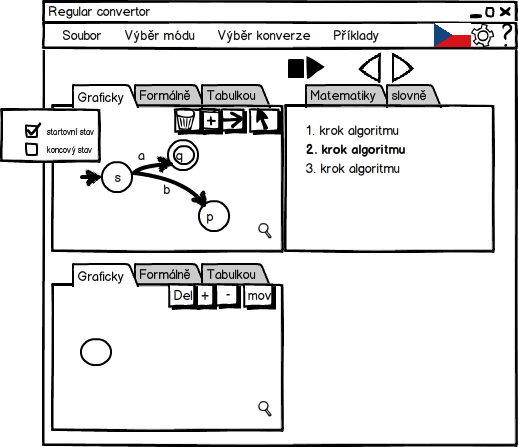 Regular convertor
Soubor Výběr módu Výběr konverze Příklady ?
Graficky Formálně Tabulkou
+
startovní stav
koncový stav
a
q
s
b
p
Matematiky slovně
1. krok algoritmu
2. krok algoritmu
3. krok algoritmu
Graficky Formálně Tabulkou
Del + - mov